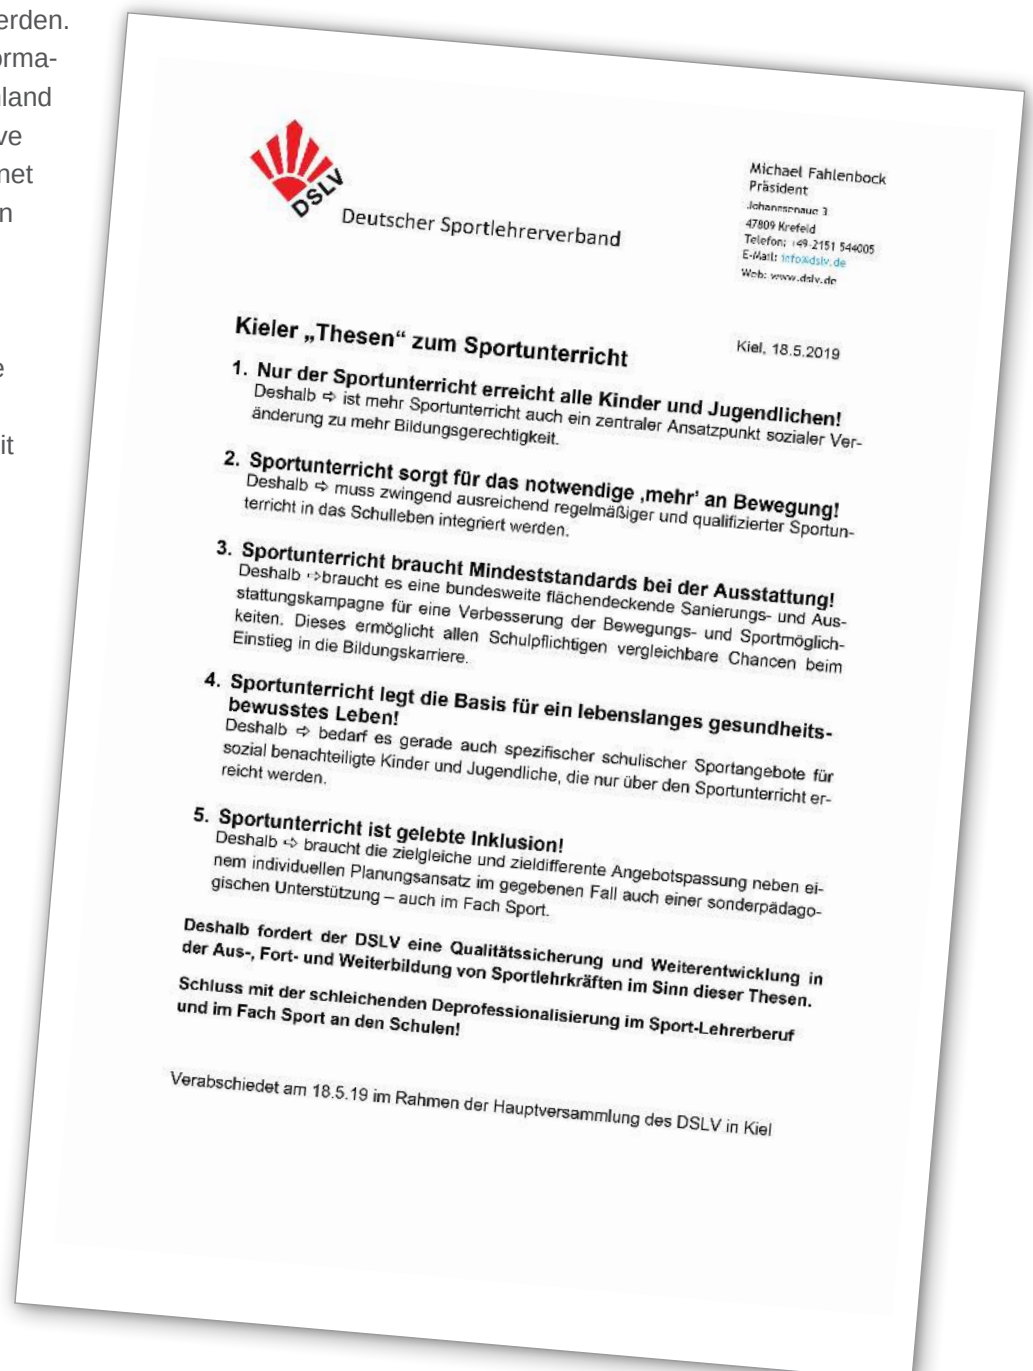 erden.
orma-
land
ve
net
n
e
it
DSLV
Deutscher Sportlehrerverband
Michael Fahlenbock
Präsident
Johannsenaue 3
47809 Krefeld
Telefon: +49-2151 544005
E-Mail: info@dslv.de
Web: www.dslv.de
Kieler „Thesen“ zum Sportunterricht
Kiel, 18.5.2019
1. Nur der Sportunterricht erreicht alle Kinder und Jugendlichen!
Deshalb ⇨ ist mehr Sportunterricht auch ein zentraler Ansatzpunkt sozialer Ver-
änderung zu mehr Bildungsgerechtigkeit.
2. Sportunterricht sorgt für das notwendige ‚mehr‘ an Bewegung!
Deshalb ⇨ muss zwingend ausreichend regelmäßiger und qualifizierter Sportun-
terricht in das Schulleben integriert werden.
3. Sportunterricht braucht Mindeststandards bei der Ausstattung!
Deshalb ⇨braucht es eine bundesweite flächendeckende Sanierungs- und Aus-
stattungskampagne für eine Verbesserung der Bewegungs- und Sportmöglich-
keiten. Dieses ermöglicht allen Schulpflichtigen vergleichbare Chancen beim
Einstieg in die Bildungskarriere.
4. Sportunterricht legt die Basis für ein lebenslanges gesundheits-
bewusstes Leben!
Deshalb ⇨ bedarf es gerade auch spezifischer schulischer Sportangebote für
sozial benachteiligte Kinder und Jugendliche, die nur über den Sportunterricht er-
reicht werden.
5. Sportunterricht ist gelebte Inklusion!
Deshalb ⇨ braucht die zielgleiche und zieldifferente Angebotspassung neben ei-
nem individuellen Planungsansatz im gegebenen Fall auch einer sonderpädago-
gischen Unterstützung – auch im Fach Sport.
Deshalb fordert der DSLV eine Qualitätssicherung und Weiterentwicklung in
der Aus-, Fort- und Weiterbildung von Sportlehrkräften im Sinn dieser Thesen.
Schluss mit der schleichenden Deprofessionalisierung im Sport-Lehrerberuf
und im Fach Sport an den Schulen!
Verabschiedet am 18.5.19 im Rahmen der Hauptversammlung des DSLV in Kiel